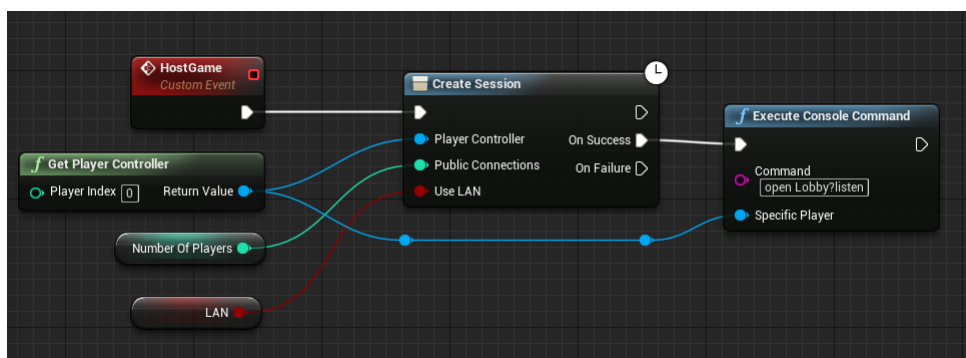 HostGame
Custom Event
Create Session
Player Controller
On Success
Public Connections
On Failure
Use LAN
f Execute Console Command
Command
open Lobby?listen
Specific Player
f Get Player Controller
Player Index 0
Return Value
Number Of Players
LAN